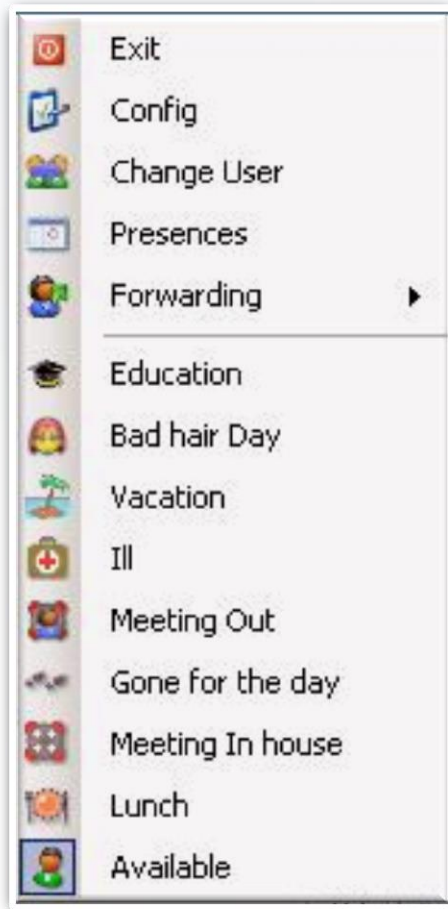 Exit
Config
Change User
Presences
Forwarding
Education
Bad hair Day
Vacation
Ill
Meeting Out
Gone for the day
Meeting In house
Lunch
Available